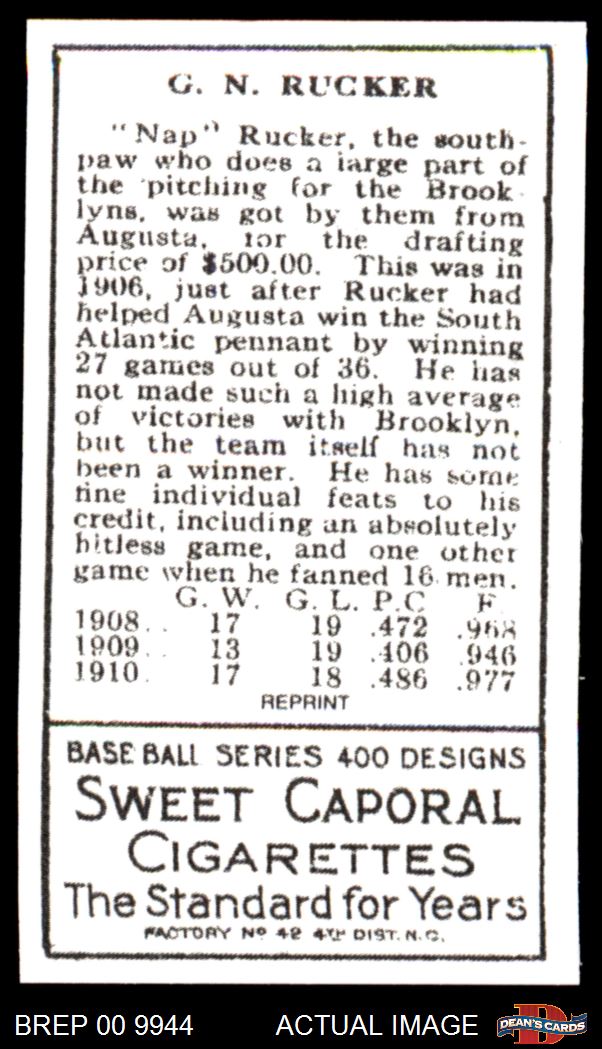 G. N. RUCKER
"Nap" Rucker, the south-
paw who does a large part of
the pitching for the Brook-
lyns, was got by them from
Augusta, for the drafting
price of $500.00. This was in
1906, just after Rucker had
helped Augusta win the South
Atlantic pennant by winning
27 games out of 36. He has
not made such a high average
of victories with Brooklyn,
but the team itself has not
been a winner. He has some
fine individual feats to his
credit, including an absolutely
hitless game, and one other
game when he fanned 16 men.
G. W. G. L. P.C F.
1908.. 17 19 .472 .968
1909.. 13 19 .406 .946
1910. 17 18 .486 .977
REPRINT
BASE BALL SERIES 400 DESIGNS
SWEET CAPORAL
CIGARETTES
The Standard for Years
FACTORY No 42 4TH DIST. N.C.
BREP 00 9944 ACTUAL IMAGE DEAN'S CARDS